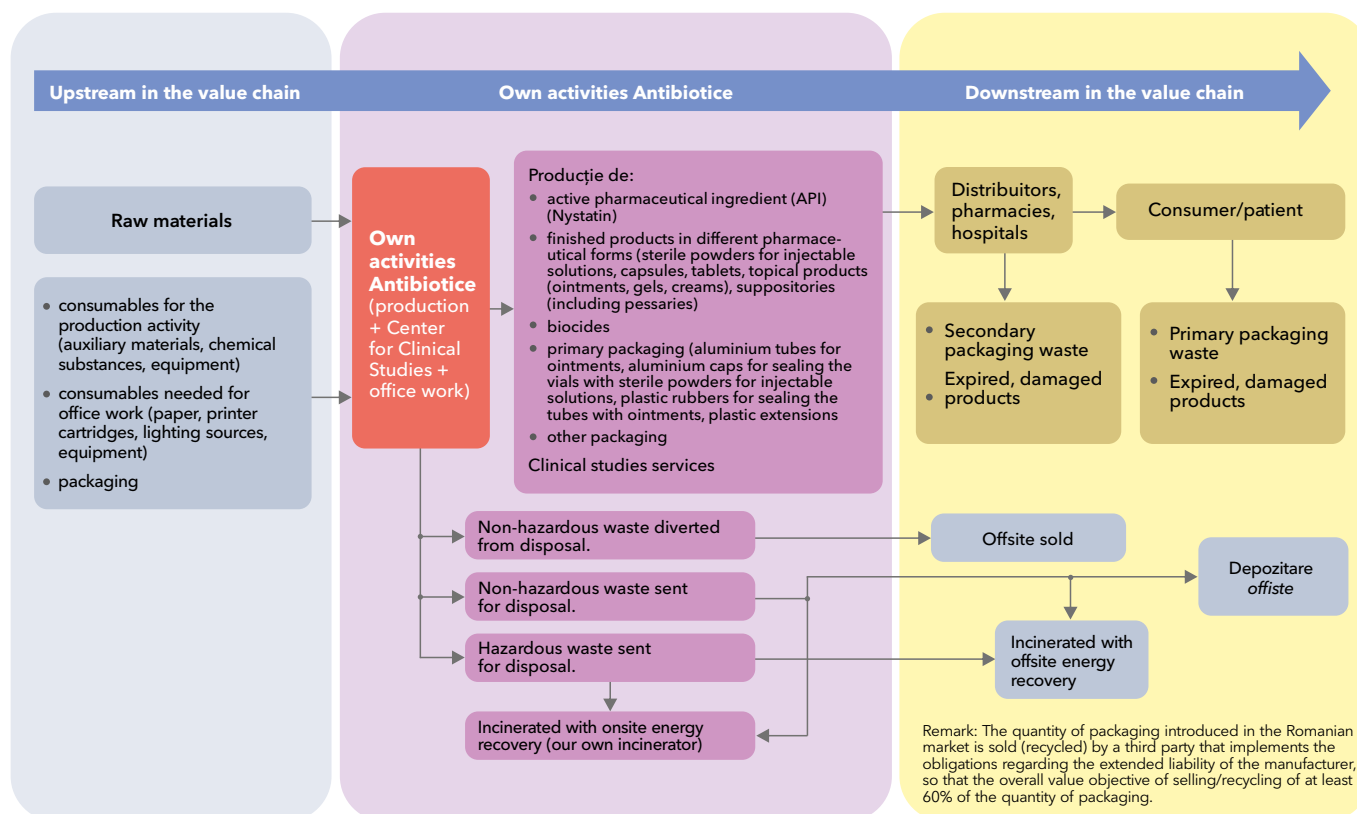 Upstream in the value chain
Own activities Antibiotice
Downstream in the value chain
Raw materials
• consumables for the
production activity
(auxiliary materials, chemical
substances, equipment)
• consumables needed for
office work (paper, printer
cartridges, lighting sources,
equipment)
• packaging
Own
activities
Antibiotice
(production
+ Center
for Clinical
Studies +
office work)
Producție de:
• active pharmaceutical ingredient (API)
(Nystatin)
• finished products in different pharmace-
utical forms (sterile powders for injectable
solutions, capsules, tablets, topical products
(ointments, gels, creams), suppositories
(including pessaries)
• biocides
• primary packaging (aluminium tubes for
ointments, aluminium caps for sealing the
vials with sterile powders for injectable
solutions, plastic rubbers for sealing the
tubes with ointments, plastic extensions
• other packaging
Clinical studies services
Distribuitors,
pharmacies,
hospitals
Consumer/patient
• Secondary
packaging waste
Expired, damaged
• products
• Primary packaging
waste
• Expired, damaged
products
Non-hazardous waste diverted
from disposal.
Non-hazardous waste sent
for disposal.
Hazardous waste sent
for disposal.
Incinerated with onsite energy
recovery (our own incinerator)
Offsite sold
Depozitare
offiste
Incinerated with
offsite energy
recovery
Remark: The quantity of packaging introduced in the Romanian
market is sold (recycled) by a third party that implements the
obligations regarding the extended liability of the manufacturer,
so that the overall value objective of selling/recycling of at least
60% of the quantity of packaging.